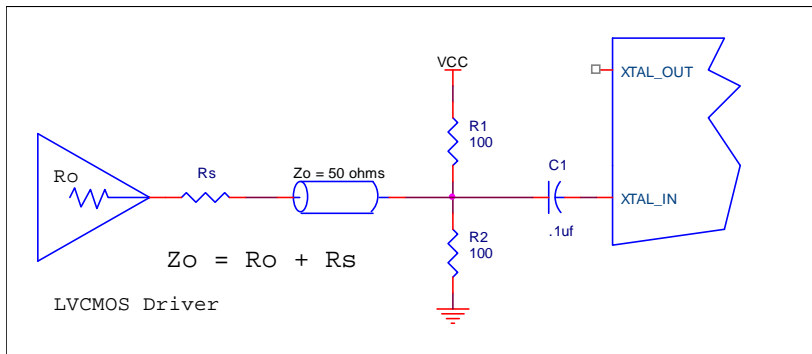 VCC
XTAL_OUT
R1
100
Ro
Rs
Zo = 50 ohms
C1
.1uf
XTAL_IN
R2
100
Zo = Ro + Rs
LVCMOS Driver